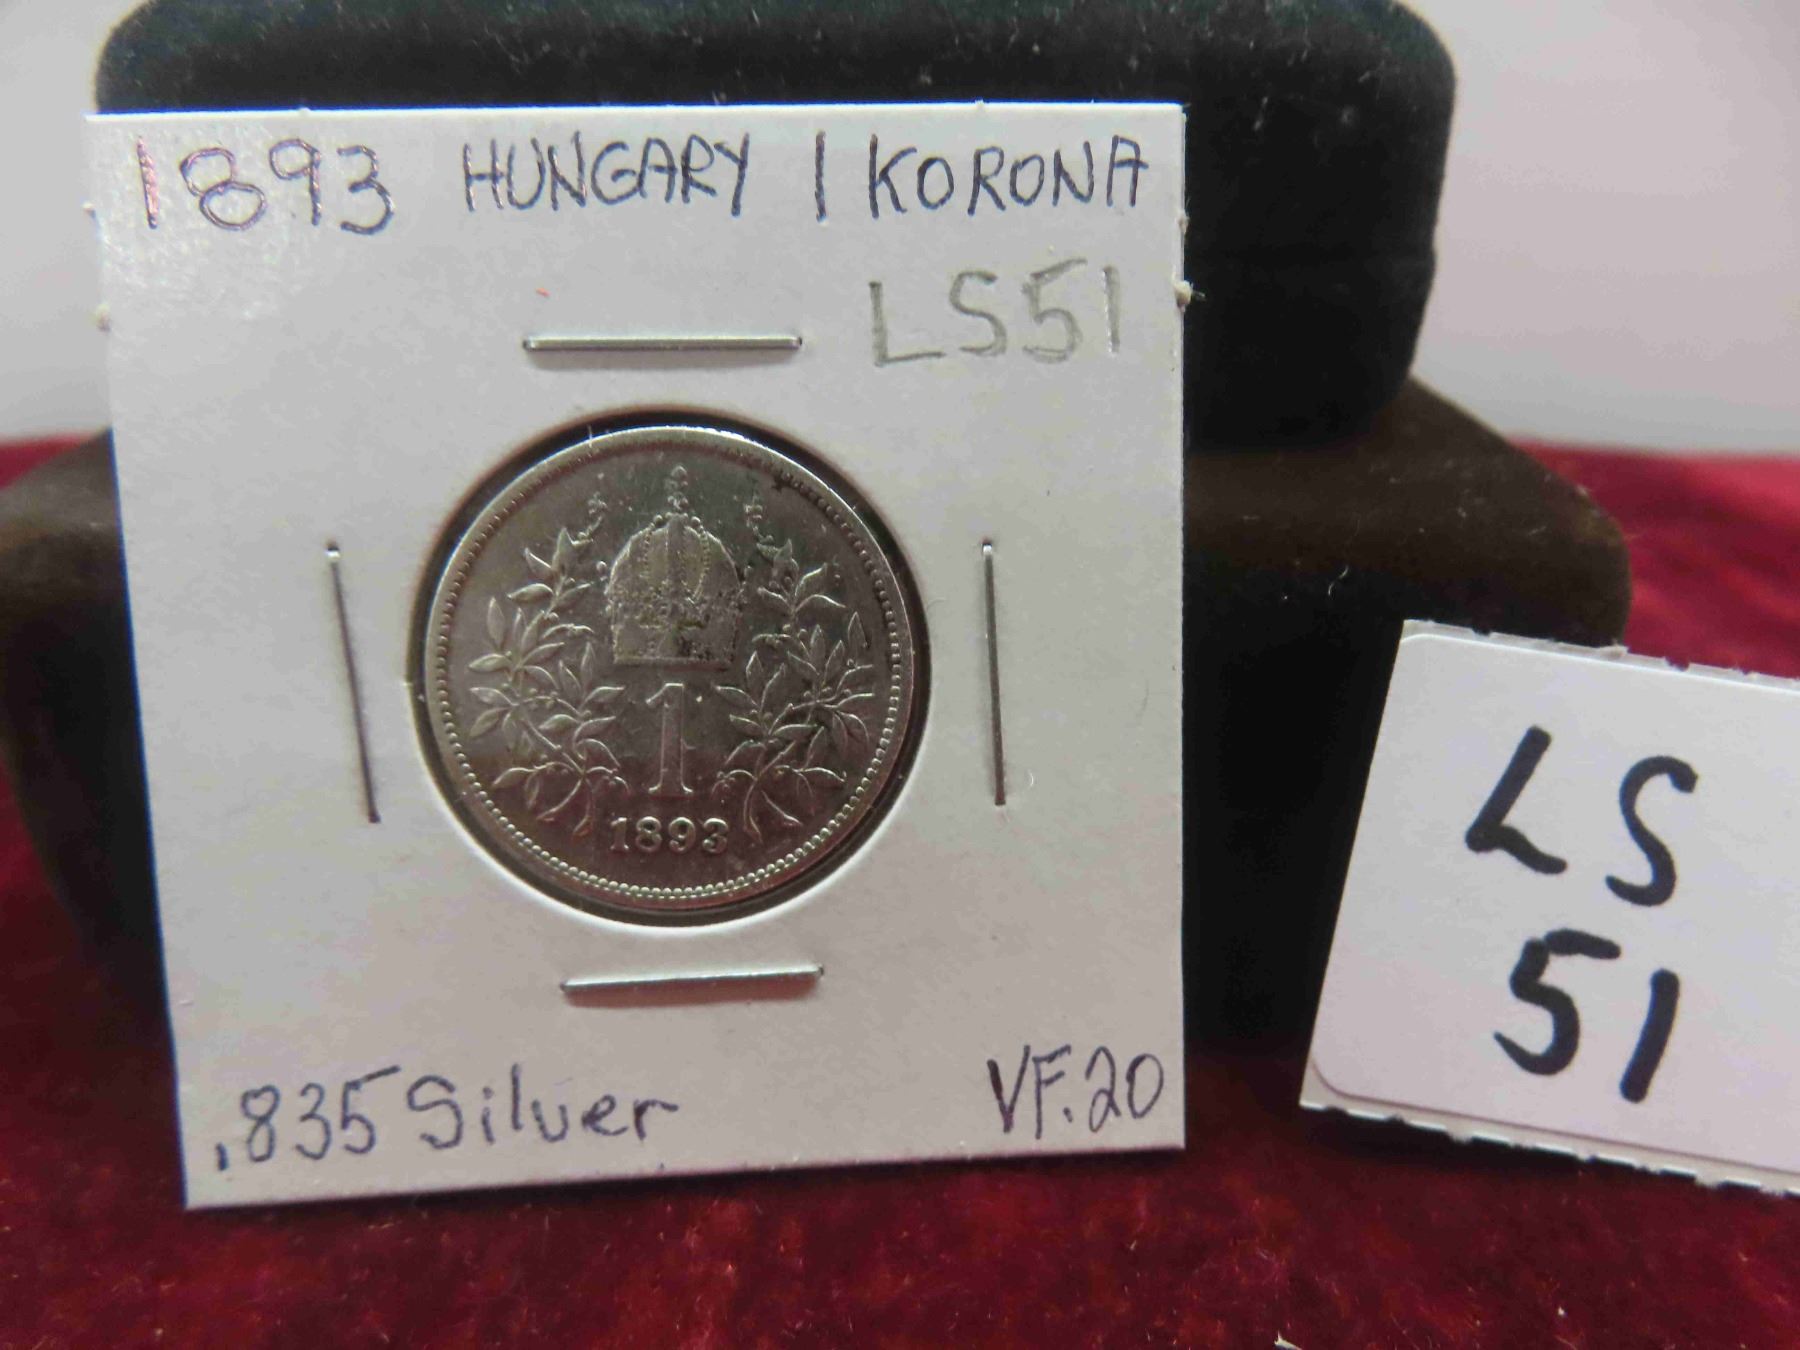 1893 HUNGARY 1 KORONA
LS51
1
1893
.835 Silver VF.20
LS
51